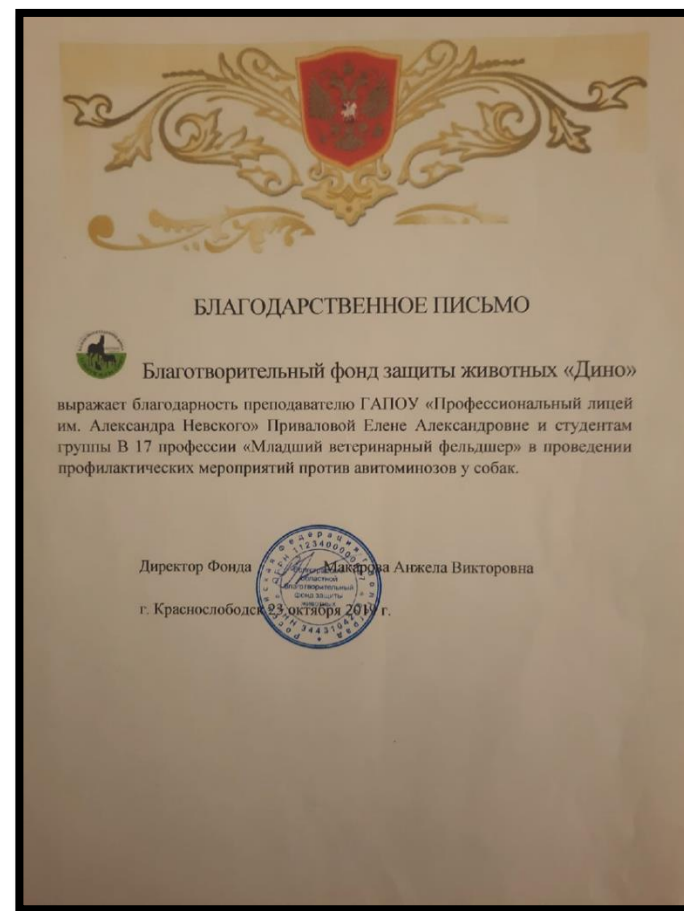 БЛАГОДАРСТВЕННОЕ ПИСЬМО
Благотворительный фонд защиты животных «Дино»
выражает благодарность преподавателю ГАПОУ «Профессиональный лицей
им. Александра Невского» Приваловой Елене Александровне и студентам
группы В 17 профессии «Младший ветеринарный фельдшер» в проведении
профилактических мероприятий против авитоминозов у собак.
Директор Фонда Макарова Анжела Викторовна
г. Краснослободск 23 октября 2019 г.